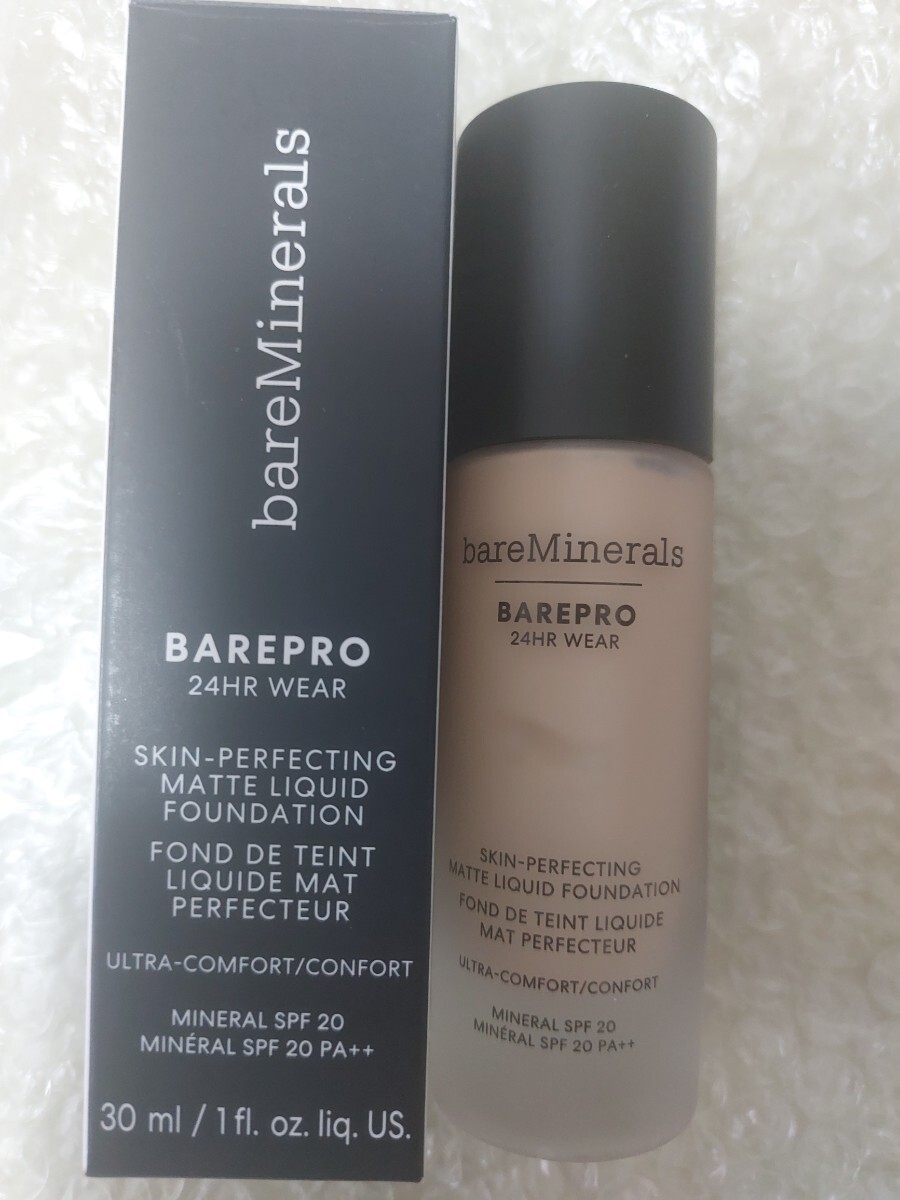 bareMinerals
BAREPRO
24HR WEAR
SKIN-PERFECTING
MATTE LIQUID
FOUNDATION
FOND DE TEINT
LIQUIDE MAT
PERFECTEUR
ULTRA-COMFORT/CONFORT
MINERAL SPF 20
MINÉRAL SPF 20 PA++
30 ml / 1 fl. oz. liq. US.
bareMinerals
BAREPRO
24HR WEAR
SKIN-PERFECTING
MATTE LIQUID FOUNDATION
FOND DE TEINT LIQUIDE
MAT PERFECTEUR
ULTRA-COMFORT/CONFORT
MINERAL SPF 20
MINÉRAL SPF 20 PA++